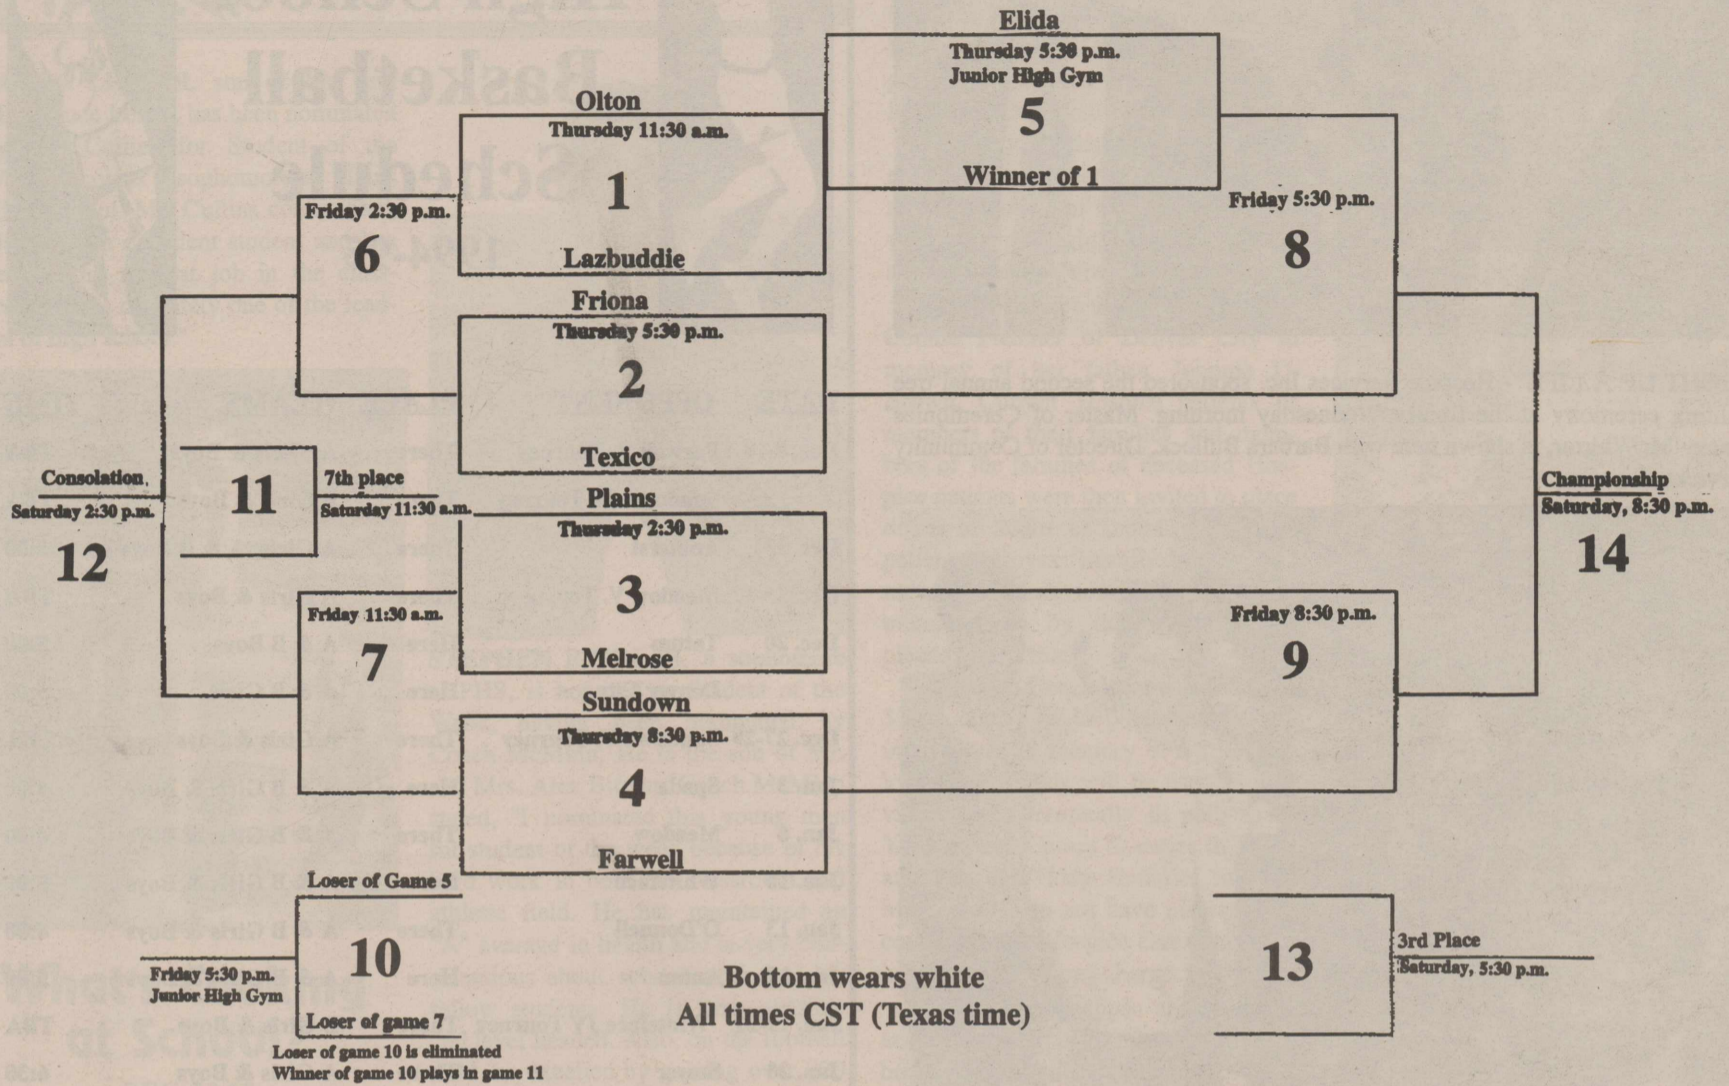 Elida
Thursday 5:30 p.m.
Junior High Gym
5
Winner of 1
Olton
Thursday 11:30 a.m.
1
Lazbuddie
Friday 2:30 p.m.
6
Friday 5:30 p.m.
8
Friona
Thursday 5:30 p.m.
2
Texico
Consolation
Saturday 2:30 p.m.
12
11
7th place
Saturday 11:30 a.m.
Plains
Thursday 2:30 p.m.
3
Melrose
Championship
Saturday, 8:30 p.m.
14
Friday 11:30 a.m.
7
Friday 8:30 p.m.
9
Sundown
Thursday 8:30 p.m.
4
Farwell
Loser of Game 5
10
Friday 5:30 p.m.
Junior High Gym
Loser of game 7
Loser of game 10 is eliminated
Winner of game 10 plays in game 11
Bottom wears white
All times CST (Texas time)
13
3rd Place
Saturday, 5:30 p.m.